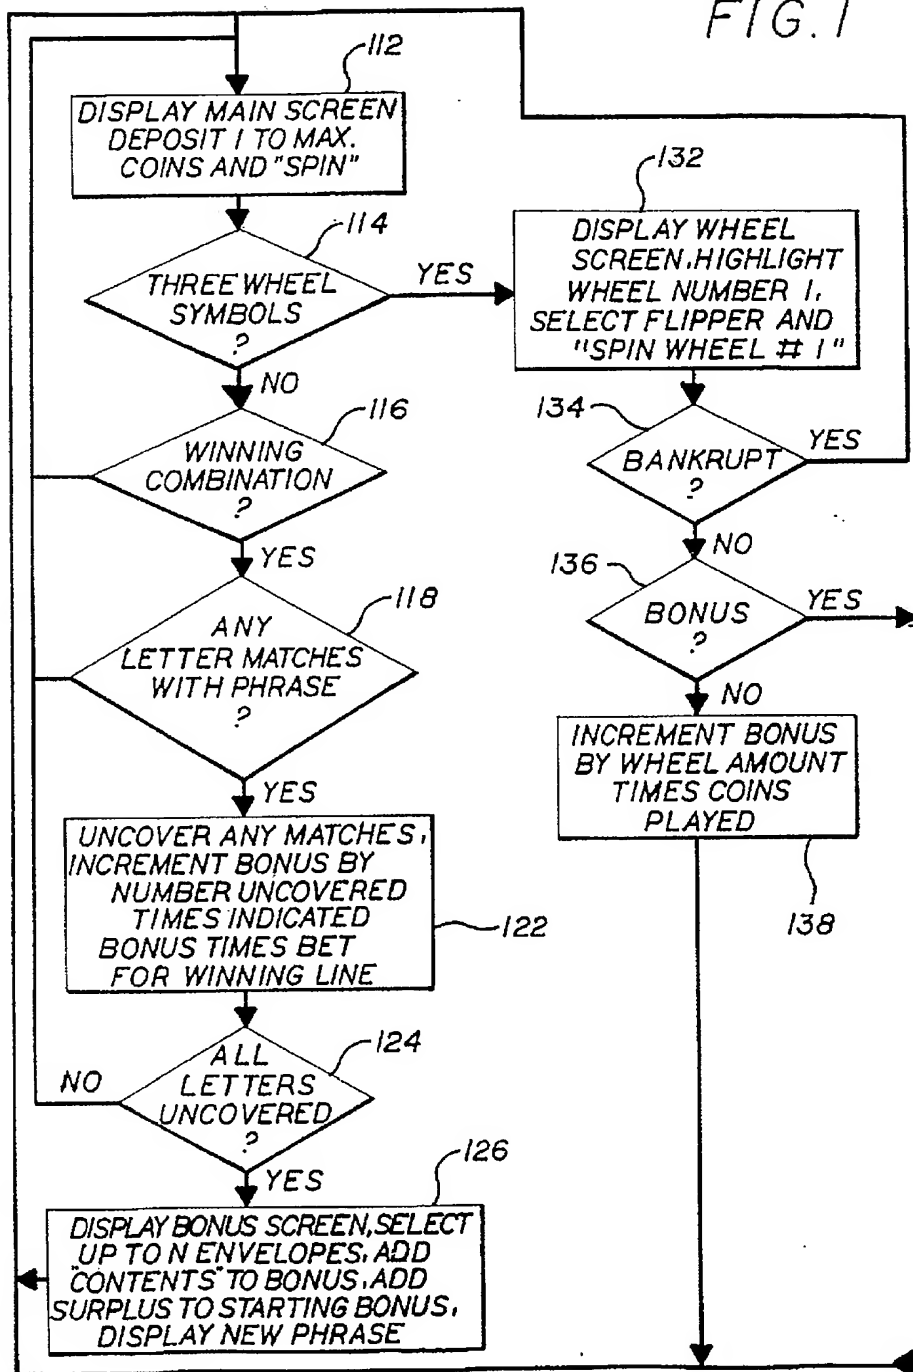 FIG. 1
112
DISPLAY MAIN SCREEN
DEPOSIT 1 TO MAX.
COINS AND "SPIN"
114
THREE WHEEL
SYMBOLS
?
YES
NO
116
WINNING
COMBINATION
?
YES
118
ANY
LETTER MATCHES
WITH PHRASE
?
YES
UNCOVER ANY MATCHES,
INCREMENT BONUS BY
NUMBER UNCOVERED
TIMES INDICATED
BONUS TIMES BET
FOR WINNING LINE
122
124
ALL
LETTERS
UNCOVERED
?
NO
YES
126
DISPLAY BONUS SCREEN, SELECT
UP TO N ENVELOPES, ADD
"CONTENTS" TO BONUS, ADD
SURPLUS TO STARTING BONUS,
DISPLAY NEW PHRASE
132
DISPLAY WHEEL
SCREEN. HIGHLIGHT
WHEEL NUMBER 1.
SELECT FLIPPER AND
"SPIN WHEEL # 1"
134
BANKRUPT
?
YES
NO
136
BONUS
?
YES
NO
INCREMENT BONUS
BY WHEEL AMOUNT
TIMES COINS
PLAYED
138